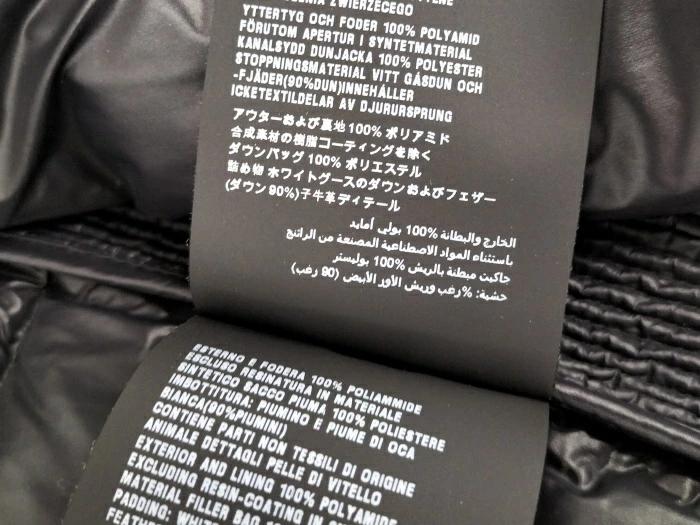 ZWIERZECEGO
YTTERTYG OCH FODER 100% POLYAMID
FÖRUTOM APERTUR I SYNTETMATERIAL
KANALSYDD DUNJACKA 100% POLYESTER
STOPPNINGSMATERIAL VITT GÅSDUN OCH
-FJÄDER(90%DUN)INNEHÅLLER
ICKETEXTILDELAR AV DJURURSPRUNG
アウターおよび裏地100% ポリアミド
合成素材の樹脂コーティングを除く
ダウンバッグ 100% ポリエステル
詰め物 ホワイトグースのダウンおよびフェザー
(ダウン 90%)子牛革ディテール
الخارج والبطانة 100% بولي أمايد
باستثناء المواد الاصطناعية المصنعة من الراتنج
جاكيت مبطنة بالريش 100% بوليستر
حشية: %رغب وريش الأوز الأبيض (90 رغب)
ESTERNO E FODERA 100% POLIAMMIDE
ESCLUSO RESINATURA IN MATERIALE
SINTETICO SACCO PIUMA 100% POLIESTERE
IMBOTTITURA: PIUMINO E PIUME DI OCA
BIANCA(90%PIUMINI)
CONTIENE PARTI NON TESSILI DI ORIGINE
ANIMALE DETTAGLI PELLE DI VITELLO
EXTERIOR AND LINING 100% POLYAMIDE
EXCLUDING RESIN-COATING IN
MATERIAL FILLER BAG
PADDING: WHITE